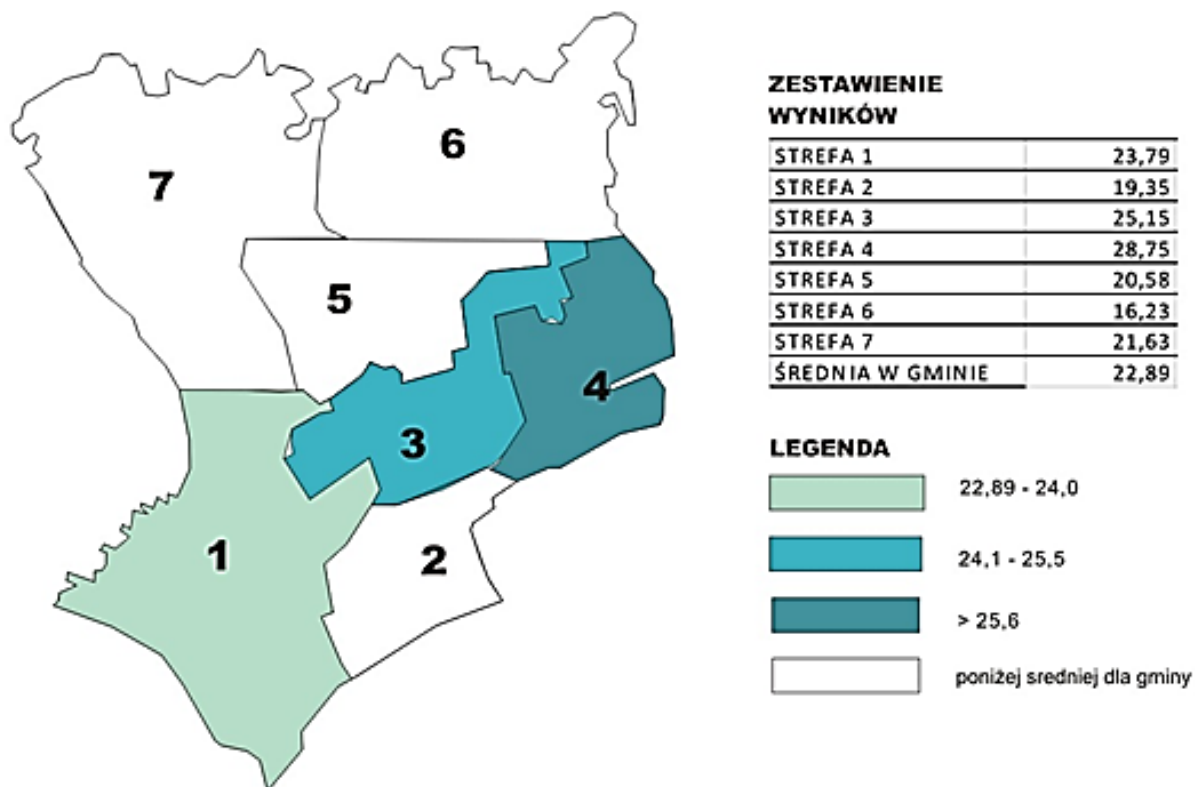 7
6
5
4
3
1
2
ZESTAWIENIE
WYNIKÓW
STREFA 1 23,79
STREFA 2 19,35
STREFA 3 25,15
STREFA 4 28,75
STREFA 5 20,58
STREFA 6 16,23
STREFA 7 21,63
ŚREDNIA W GMINIE 22,89
LEGENDA
22,89 - 24,0
24,1 - 25,5
> 25,6
poniżej sredniej dla gminy